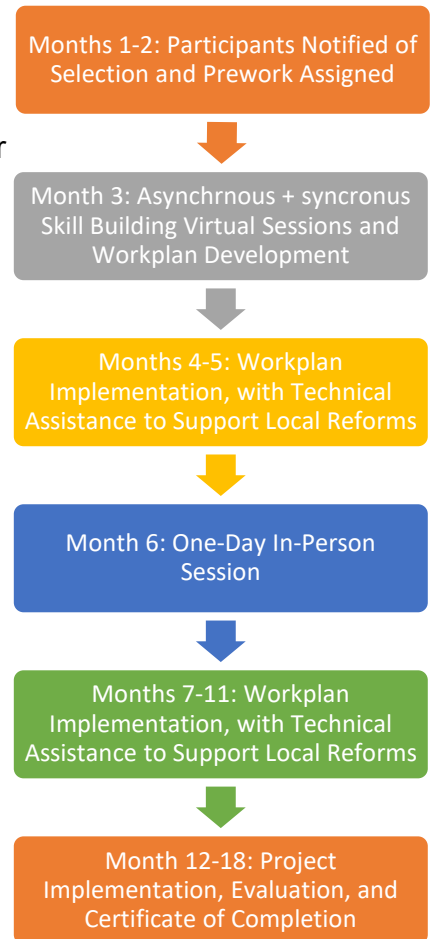 Months 1-2: Participants Notified of
Selection and Prework Assigned
r
Month 3: Asynchrnous + syncronus
Skill Building Virtual Sessions and
Workplan Development
Months 4-5: Workplan
Implementation, with Technical
Assistance to Support Local Reforms
Month 6: One-Day In-Person
Session
Months 7-11: Workplan
Implementation, with Technical
Assistance to Support Local Reforms
Month 12-18: Project
Implementation, Evaluation, and
Certificate of Completion